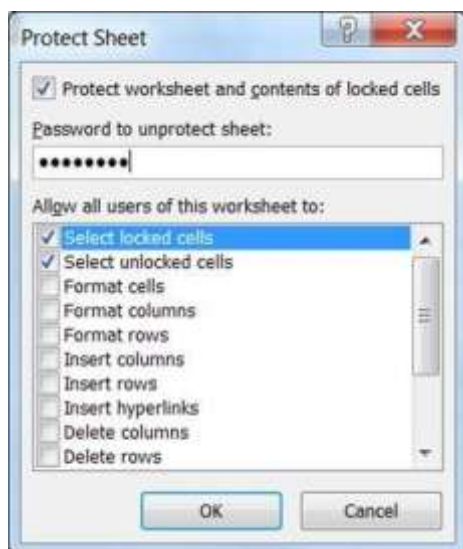 Protect Sheet
Protect worksheet and contents of locked cells
Password to unprotect sheet:
Allow all users of this worksheet to:
Select locked cells
Select unlocked cells
Format cells
Format columns
Format rows
Insert columns
Insert rows
Insert hyperlinks
Delete columns
Delete rows
OK
Cancel